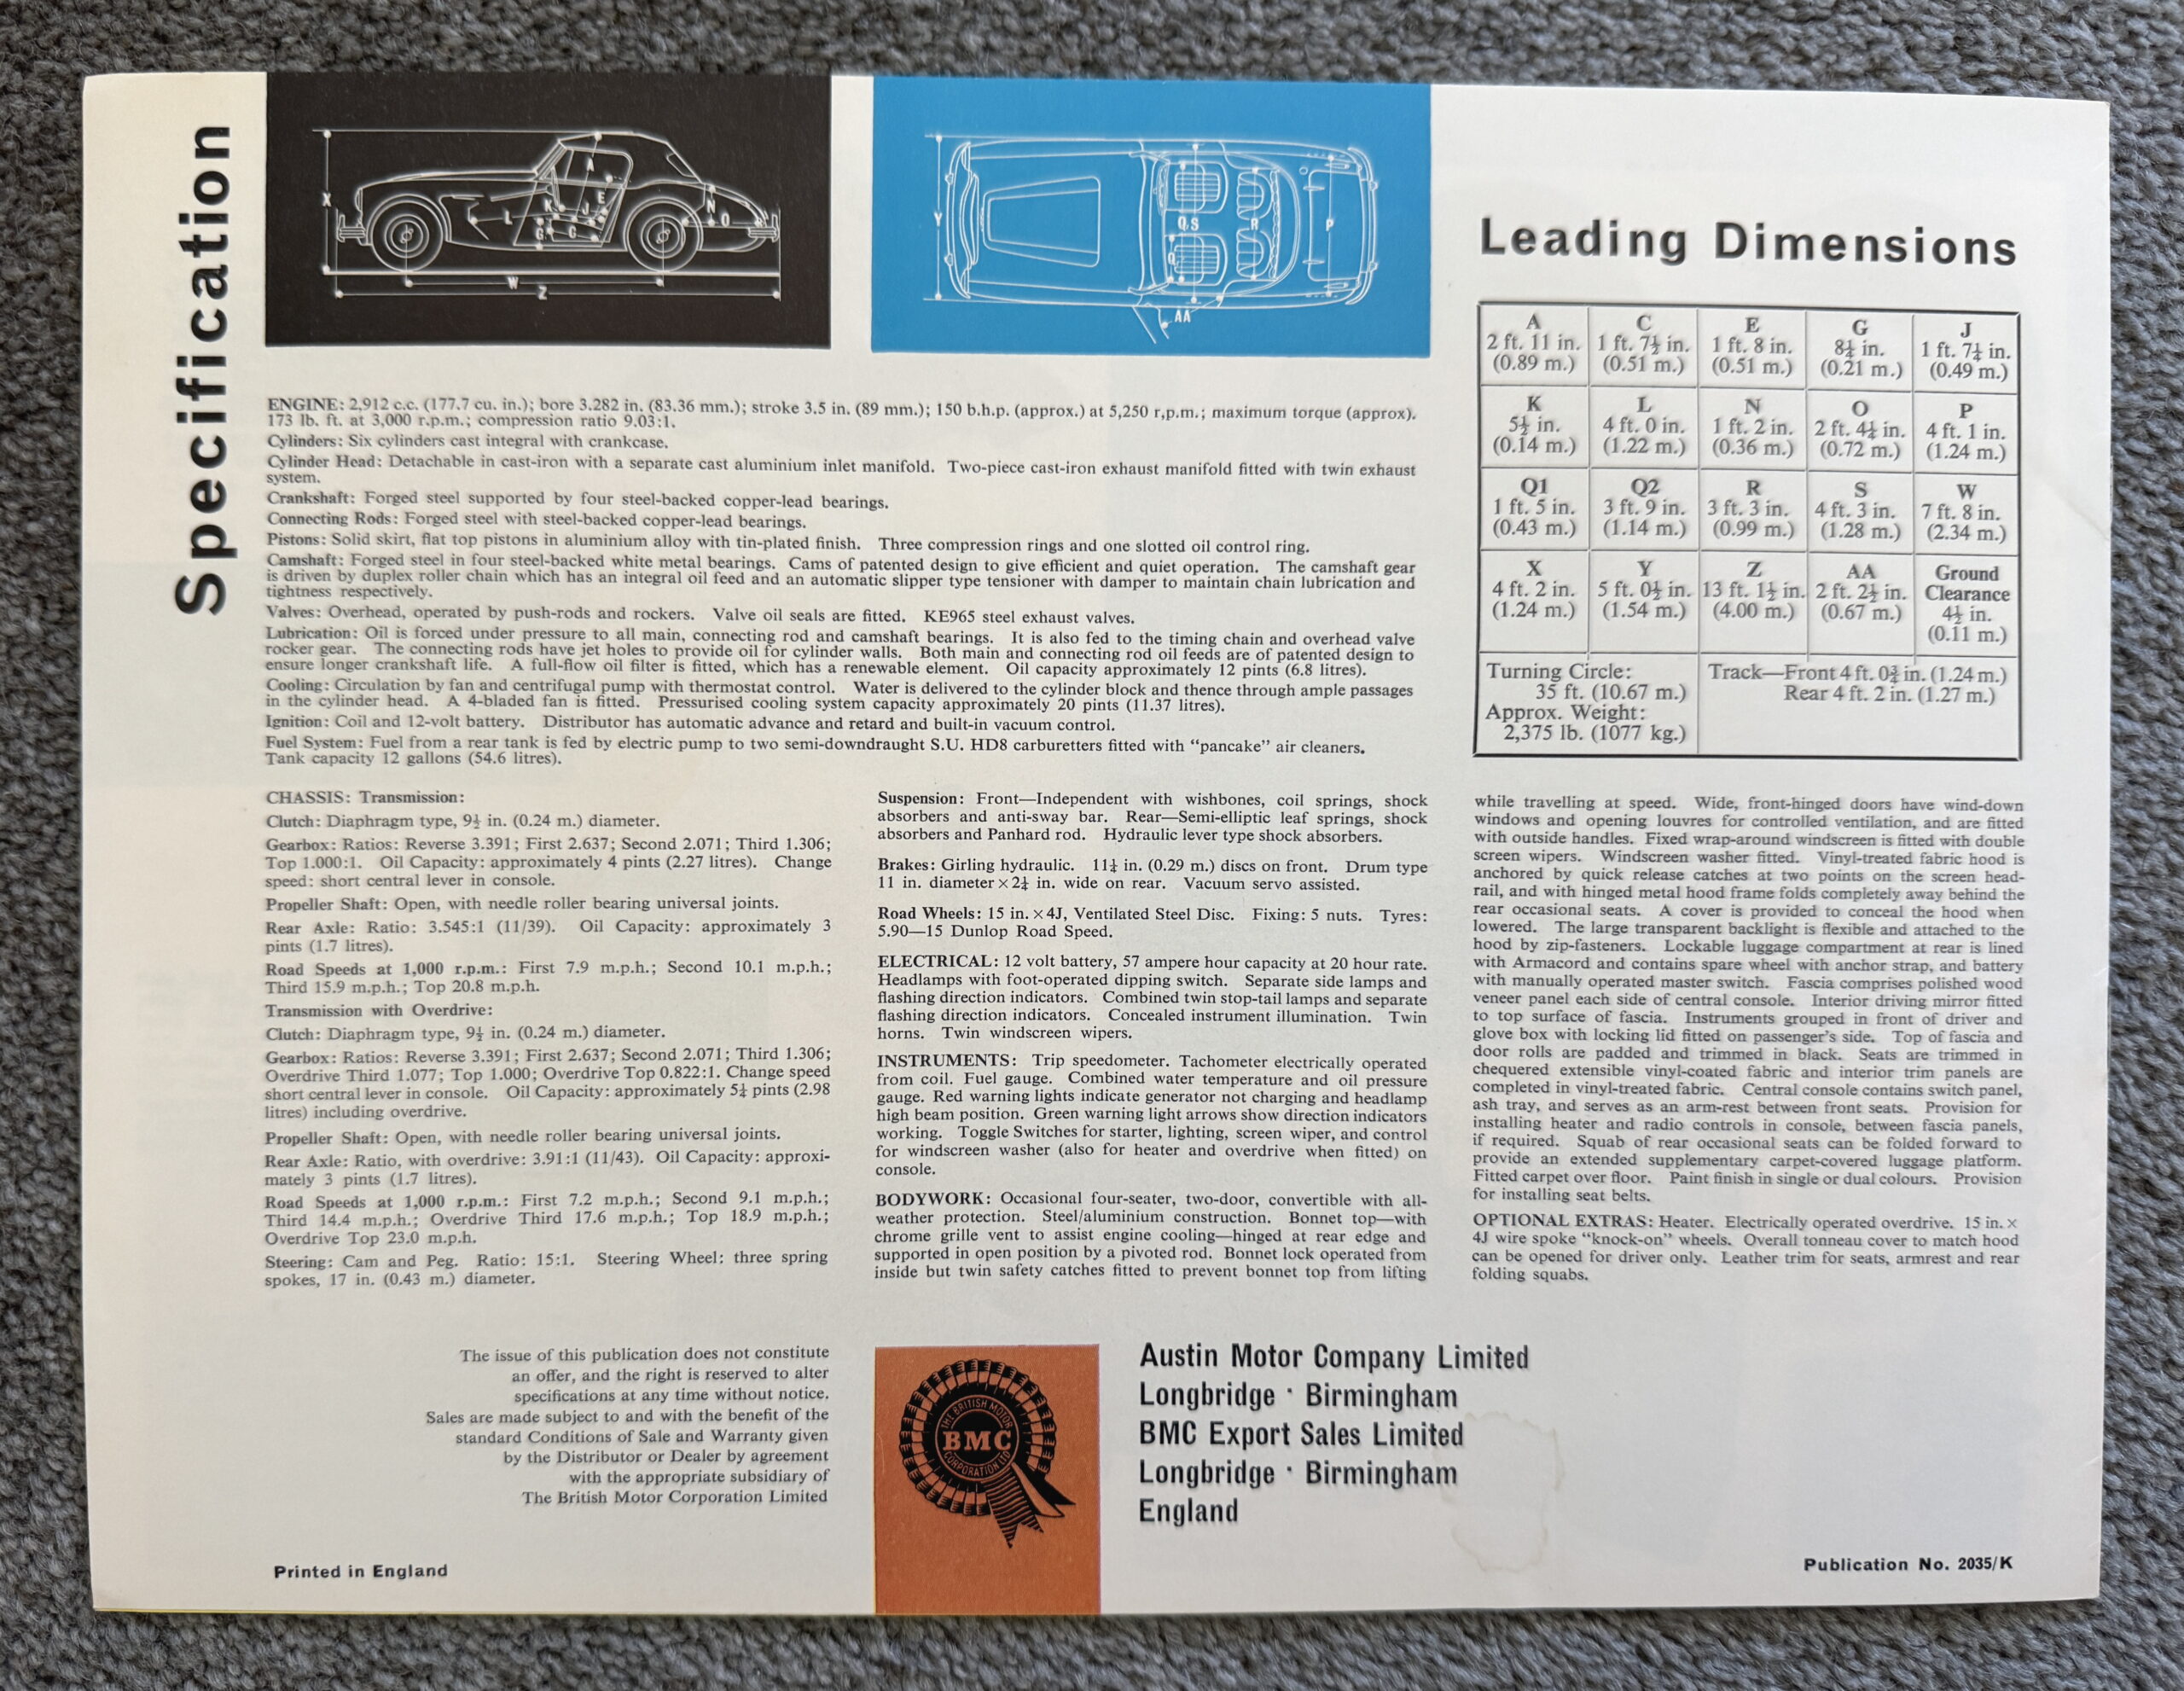 Specification
X
A
E
K
J
L
G
C
N
O
W
Z
Y
Q
S
R
P
Q
AA
Leading Dimensions
A
2 ft. 11 in.
(0.89 m.)
C
1 ft. 7½ in.
(0.51 m.)
E
1 ft. 8 in.
(0.51 m.)
G
8¼ in.
(0.21 m.)
J
1 ft. 7¼ in.
(0.49 m.)
K
5½ in.
(0.14 m.)
L
4 ft. 0 in.
(1.22 m.)
N
1 ft. 2 in.
(0.36 m.)
O
2 ft. 4¼ in.
(0.72 m.)
P
4 ft. 1 in.
(1.24 m.)
Q1
1 ft. 5 in.
(0.43 m.)
Q2
3 ft. 9 in.
(1.14 m.)
R
3 ft. 3 in.
(0.99 m.)
S
4 ft. 3 in.
(1.28 m.)
W
7 ft. 8 in.
(2.34 m.)
X
4 ft. 2 in.
(1.24 m.)
Y
5 ft. 0½ in.
(1.54 m.)
Z
13 ft. 1½ in.
(4.00 m.)
AA
2 ft. 2½ in.
(0.67 m.)
Ground
Clearance
4½ in.
(0.11 m.)
Turning Circle:
35 ft. (10.67 m.)
Approx. Weight:
2,375 lb. (1077 kg.)
Track—Front 4 ft. 0¾ in. (1.24 m.)
Rear 4 ft. 2 in. (1.27 m.)
ENGINE: 2,912 c.c. (177.7 cu. in.); bore 3.282 in. (83.36 mm.); stroke 3.5 in. (89 mm.); 150 b.h.p. (approx.) at 5,250 r,p.m.; maximum torque (approx).
173 lb. ft. at 3,000 r.p.m.; compression ratio 9.03:1.
Cylinders: Six cylinders cast integral with crankcase.
Cylinder Head: Detachable in cast-iron with a separate cast aluminium inlet manifold. Two-piece cast-iron exhaust manifold fitted with twin exhaust
system.
Crankshaft: Forged steel supported by four steel-backed copper-lead bearings.
Connecting Rods: Forged steel with steel-backed copper-lead bearings.
Pistons: Solid skirt, flat top pistons in aluminium alloy with tin-plated finish. Three compression rings and one slotted oil control ring.
Camshaft: Forged steel in four steel-backed white metal bearings. Cams of patented design to give efficient and quiet operation. The camshaft gear
is driven by duplex roller chain which has an integral oil feed and an automatic slipper type tensioner with damper to maintain chain lubrication and
tightness respectively.
Valves: Overhead, operated by push-rods and rockers. Valve oil seals are fitted. KE965 steel exhaust valves.
Lubrication: Oil is forced under pressure to all main, connecting rod and camshaft bearings. It is also fed to the timing chain and overhead valve
rocker gear. The connecting rods have jet holes to provide oil for cylinder walls. Both main and connecting rod oil feeds are of patented design to
ensure longer crankshaft life. A full-flow oil filter is fitted, which has a renewable element. Oil capacity approximately 12 pints (6.8 litres).
Cooling: Circulation by fan and centrifugal pump with thermostat control. Water is delivered to the cylinder block and thence through ample passages
in the cylinder head. A 4-bladed fan is fitted. Pressurised cooling system capacity approximately 20 pints (11.37 litres).
Ignition: Coil and 12-volt battery. Distributor has automatic advance and retard and built-in vacuum control.
Fuel System: Fuel from a rear tank is fed by electric pump to two semi-downdraught S.U. HD8 carburetters fitted with “pancake” air cleaners.
Tank capacity 12 gallons (54.6 litres).
CHASSIS: Transmission:
Clutch: Diaphragm type, 9½ in. (0.24 m.) diameter.
Gearbox: Ratios: Reverse 3.391; First 2.637; Second 2.071; Third 1.306;
Top 1.000:1. Oil Capacity: approximately 4 pints (2.27 litres). Change
speed: short central lever in console.
Propeller Shaft: Open, with needle roller bearing universal joints.
Rear Axle: Ratio: 3.545:1 (11/39). Oil Capacity: approximately 3
pints (1.7 litres).
Road Speeds at 1,000 r.p.m.: First 7.9 m.p.h.; Second 10.1 m.p.h.;
Third 15.9 m.p.h.; Top 20.8 m.p.h.
Transmission with Overdrive:
Clutch: Diaphragm type, 9½ in. (0.24 m.) diameter.
Gearbox: Ratios: Reverse 3.391; First 2.637; Second 2.071; Third 1.306;
Overdrive Third 1.077; Top 1.000; Overdrive Top 0.822:1. Change speed
short central lever in console. Oil Capacity: approximately 5¼ pints (2.98
litres) including overdrive.
Propeller Shaft: Open, with needle roller bearing universal joints.
Rear Axle: Ratio, with overdrive: 3.91:1 (11/43). Oil Capacity: approxi-
mately 3 pints (1.7 litres).
Road Speeds at 1,000 r.p.m.: First 7.2 m.p.h.; Second 9.1 m.p.h.;
Third 14.4 m.p.h.; Overdrive Third 17.6 m.p.h.; Top 18.9 m.p.h.;
Overdrive Top 23.0 m.p.h.
Steering: Cam and Peg. Ratio: 15:1. Steering Wheel: three spring
spokes, 17 in. (0.43 m.) diameter.
Suspension: Front—Independent with wishbones, coil springs, shock
absorbers and anti-sway bar. Rear—Semi-elliptic leaf springs, shock
absorbers and Panhard rod. Hydraulic lever type shock absorbers.
Brakes: Girling hydraulic. 11¼ in. (0.29 m.) discs on front. Drum type
11 in. diameter × 2¼ in. wide on rear. Vacuum servo assisted.
Road Wheels: 15 in. × 4J, Ventilated Steel Disc. Fixing: 5 nuts. Tyres:
5.90—15 Dunlop Road Speed.
ELECTRICAL: 12 volt battery, 57 ampere hour capacity at 20 hour rate.
Headlamps with foot-operated dipping switch. Separate side lamps and
flashing direction indicators. Combined twin stop-tail lamps and separate
flashing direction indicators. Concealed instrument illumination. Twin
horns. Twin windscreen wipers.
INSTRUMENTS: Trip speedometer. Tachometer electrically operated
from coil. Fuel gauge. Combined water temperature and oil pressure
gauge. Red warning lights indicate generator not charging and headlamp
high beam position. Green warning light arrows show direction indicators
working. Toggle Switches for starter, lighting, screen wiper, and control
for windscreen washer (also for heater and overdrive when fitted) on
console.
BODYWORK: Occasional four-seater, two-door, convertible with all-
weather protection. Steel/aluminium construction. Bonnet top—with
chrome grille vent to assist engine cooling—hinged at rear edge and
supported in open position by a pivoted rod. Bonnet lock operated from
inside but twin safety catches fitted to prevent bonnet top from lifting
while travelling at speed. Wide, front-hinged doors have wind-down
windows and opening louvres for controlled ventilation, and are fitted
with outside handles. Fixed wrap-around windscreen is fitted with double
screen wipers. Windscreen washer fitted. Vinyl-treated fabric hood is
anchored by quick release catches at two points on the screen head-
rail, and with hinged metal hood frame folds completely away behind the
rear occasional seats. A cover is provided to conceal the hood when
lowered. The large transparent backlight is flexible and attached to the
hood by zip-fasteners. Lockable luggage compartment at rear is lined
with Armacord and contains spare wheel with anchor strap, and battery
with manually operated master switch. Fascia comprises polished wood
veneer panel each side of central console. Interior driving mirror fitted
to top surface of fascia. Instruments grouped in front of driver and
glove box with locking lid fitted on passenger's side. Top of fascia and
door rolls are padded and trimmed in black. Seats are trimmed in
chequered extensible vinyl-coated fabric and interior trim panels are
completed in vinyl-treated fabric. Central console contains switch panel,
ash tray, and serves as an arm-rest between front seats. Provision for
installing heater and radio controls in console, between fascia panels,
if required. Squab of rear occasional seats can be folded forward to
provide an extended supplementary carpet-covered luggage platform.
Fitted carpet over floor. Paint finish in single or dual colours. Provision
for installing seat belts.
OPTIONAL EXTRAS: Heater. Electrically operated overdrive. 15 in. ×
4J wire spoke “knock-on” wheels. Overall tonneau cover to match hood
can be opened for driver only. Leather trim for seats, armrest and rear
folding squabs.
The issue of this publication does not constitute
an offer, and the right is reserved to alter
specifications at any time without notice.
Sales are made subject to and with the benefit of the
standard Conditions of Sale and Warranty given
by the Distributor or Dealer by agreement
with the appropriate subsidiary of
The British Motor Corporation Limited
THE BRITISH MOTOR
BMC
CORPORATION LTD
Austin Motor Company Limited
Longbridge · Birmingham
BMC Export Sales Limited
Longbridge · Birmingham
England
Printed in England
Publication No. 2035/K